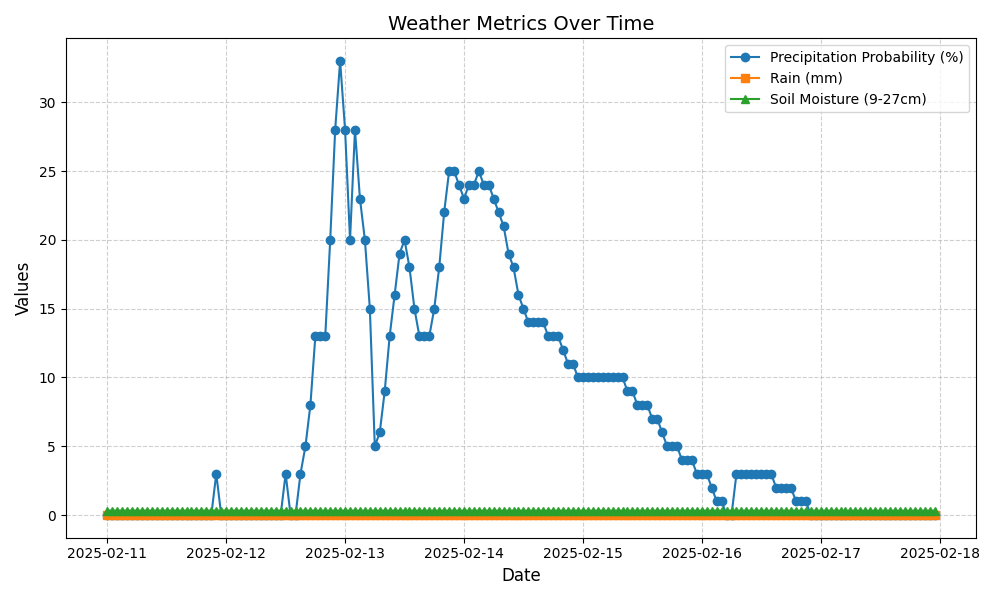 Weather Metrics Over Time
Precipitation Probability (%)
Rain (mm)
Soil Moisture (9-27cm)
Values
30
25
20
15
10
5
0
2025-02-11 2025-02-12 2025-02-13 2025-02-14 2025-02-15 2025-02-16 2025-02-17 2025-02-18
Date